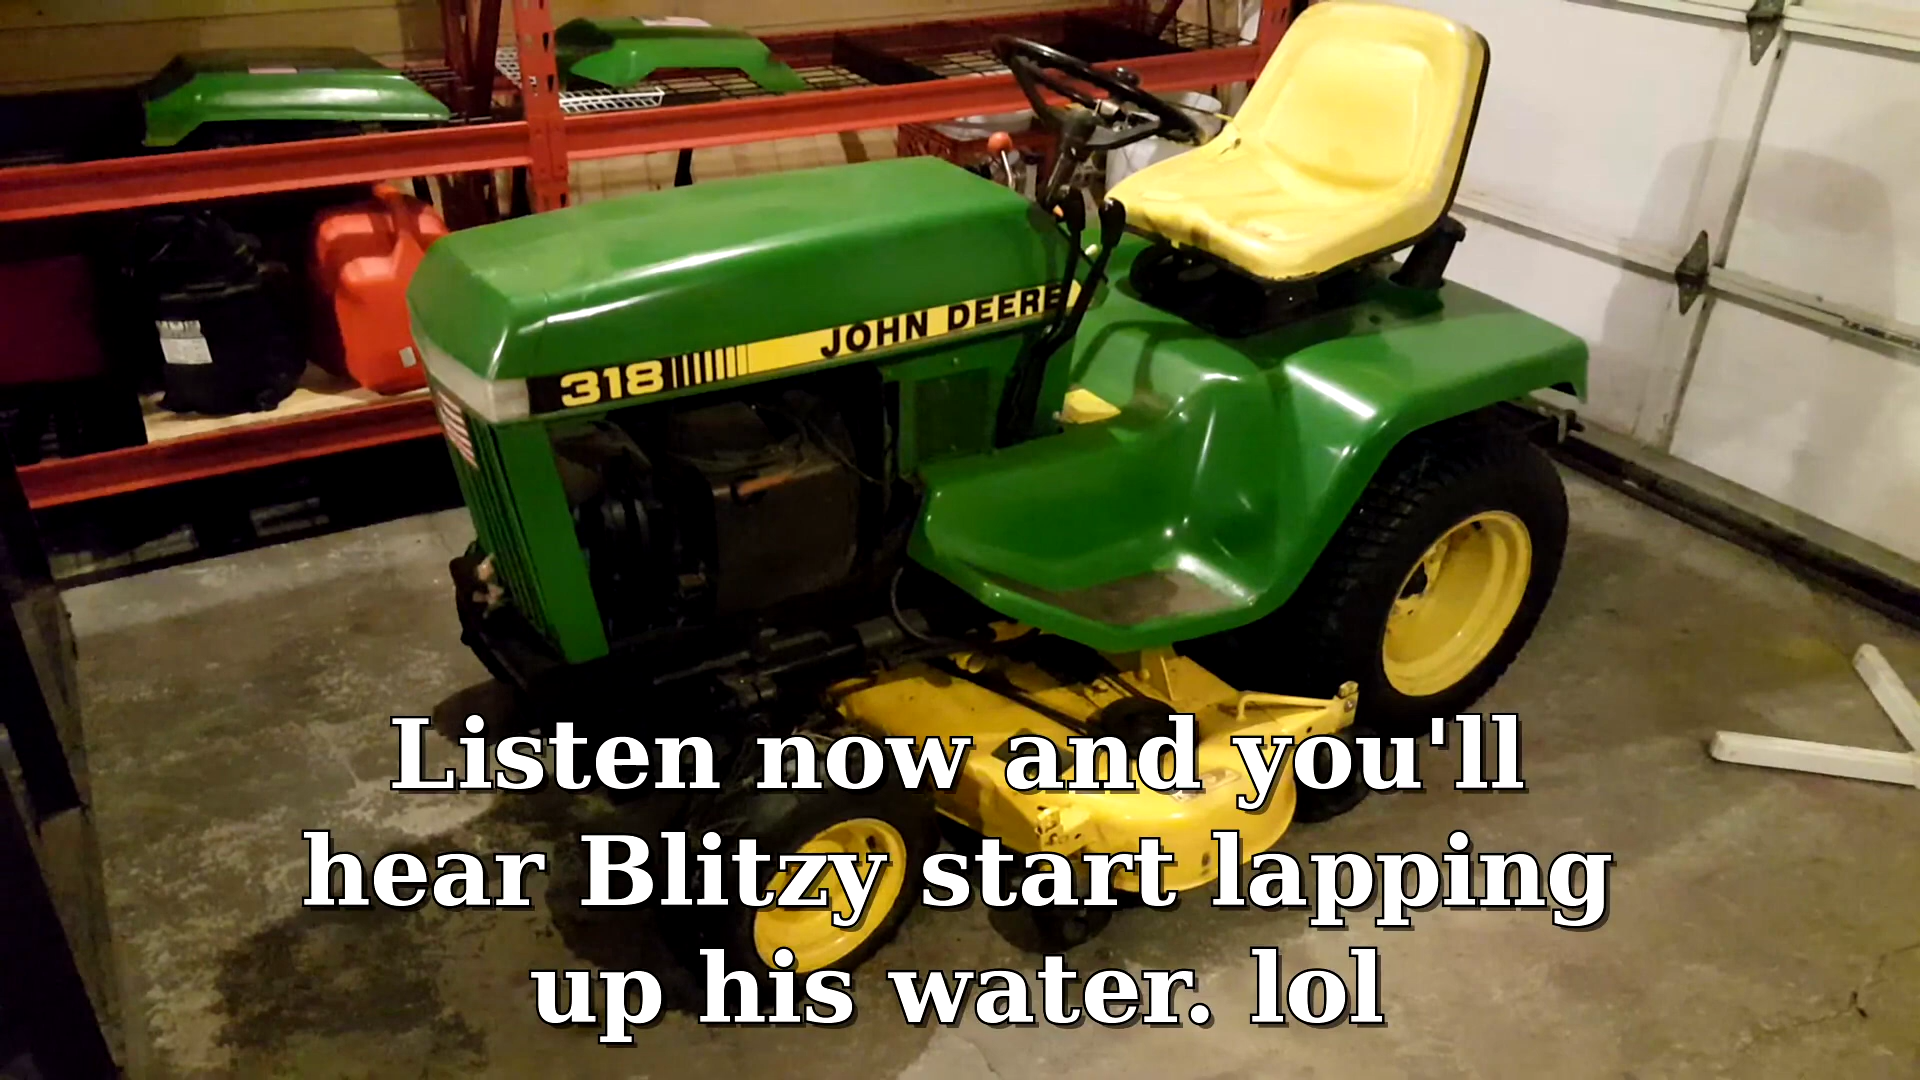 JOHN DEERE
318
Listen now and you'll
hear Blitzy start lapping
up his water. lol